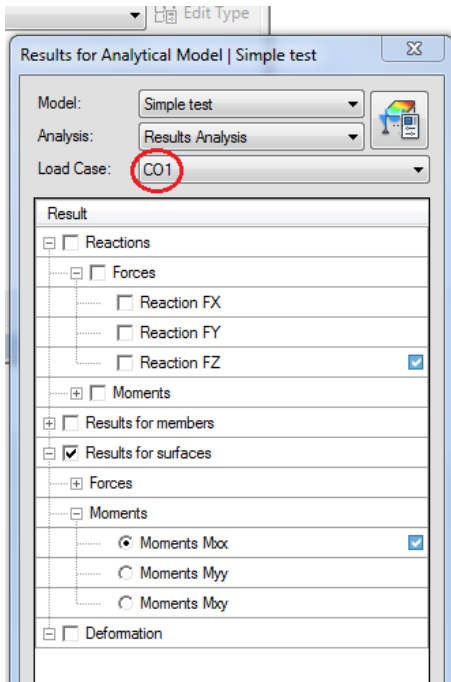 Edit Type
Results for Analytical Model | Simple test
Model: Simple test
Analysis: Results Analysis
Load Case: CO1
Result
Reactions
Forces
Reaction FX
Reaction FY
Reaction FZ
Moments
Results for members
Results for surfaces
Forces
Moments
Moments Mxx
Moments Myy
Moments Mxy
Deformation